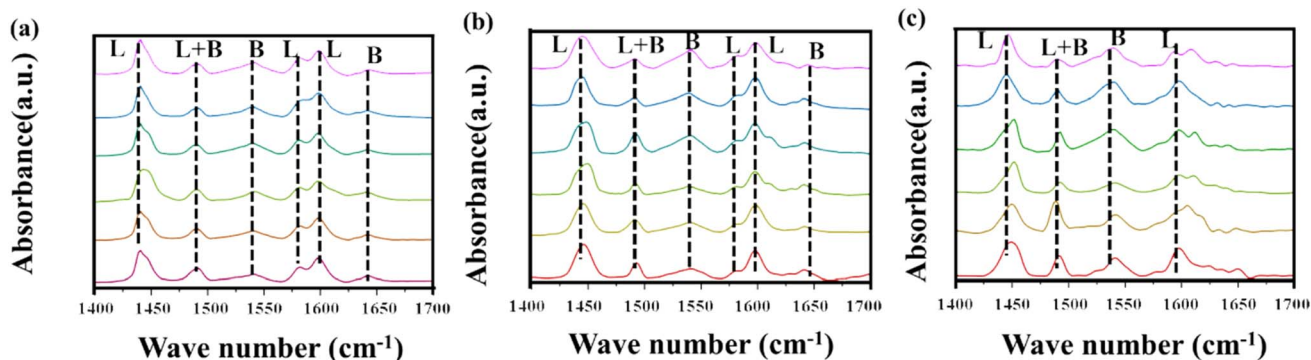 (a)
L L+B B L L B
Absorbance(a.u.)
1400 1450 1500 1550 1600 1650 1700
Wave number (cm-1)
(b)
L L+B B L L B
Absorbance(a.u.)
1400 1450 1500 1550 1600 1650 1700
Wave number (cm-1)
(c)
L L+B B L
Absorbance(a.u.)
1400 1450 1500 1550 1600 1650 1700
Wave number (cm-1)